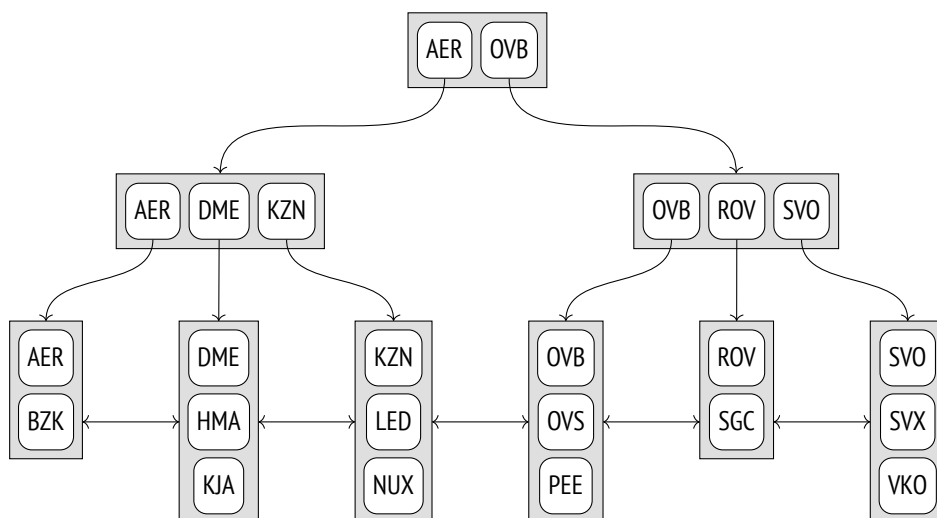 AER OVB
AER DME KZN OVB ROV SVO
AER DME KZN OVB ROV SVO
BZK HMA LED OVS SGC SVX
KJA NUX PEE VKO